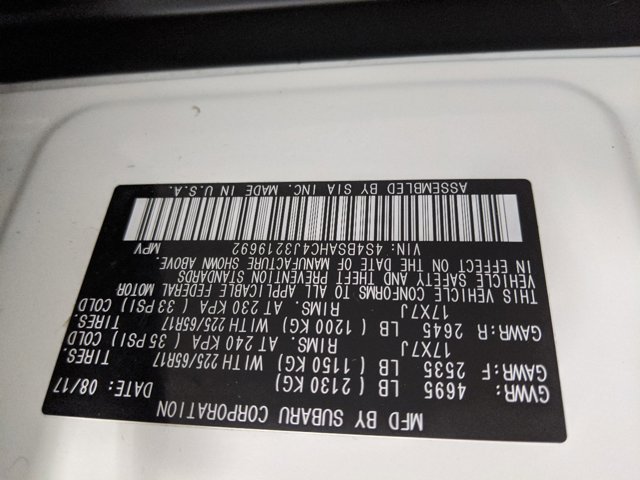 MFD BY SUBARU CORPORATION DATE: 08/17
GVWR: 4695 LB ( 2130 KG)
GAWR:F 2535 LB ( 1150 KG) WITH 225/65R17 TIRES.
17X7J RIMS. AT 240 KPA ( 35 PSI) COLD
GAWR:R 2645 LB ( 1200 KG) WITH 225/65R17 TIRES.
17X7J RIMS. AT 230 KPA ( 33 PSI) COLD
THIS VEHICLE CONFORMS TO ALL APPLICABLE FEDERAL MOTOR
VEHICLE SAFETY AND THEFT PREVENTION STANDARDS
IN EFFECT ON THE DATE OF MANUFACTURE SHOWN ABOVE.
VIN: 4S4BSAHC4J3219692 MPV
ASSEMBLED BY SIA INC. MADE IN U.S.A.